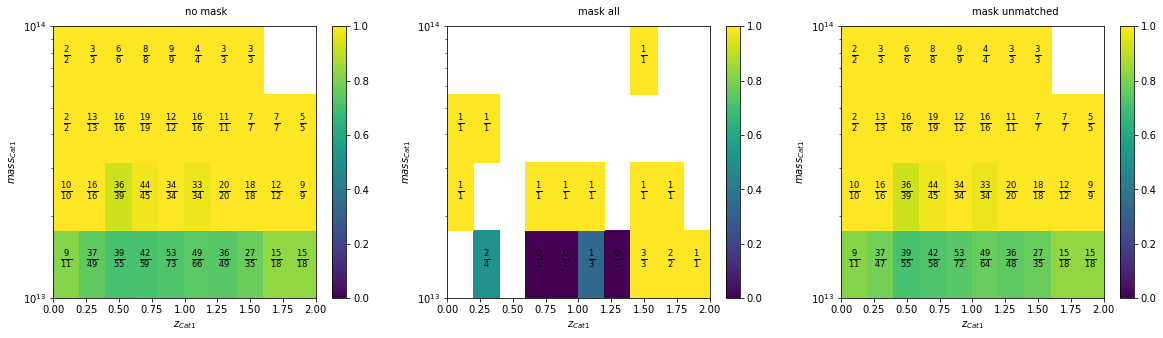 no mask
mask all
mask unmatched
10^14
2/2 3/3 6/6 8/8 9/9 4/4 3/3 3/3
2/2 13/13 16/16 19/19 12/12 16/16 11/11 7/7 7/7 5/5
10/10 16/16 36/39 44/45 34/34 33/34 20/20 18/18 12/12 9/9
9/11 37/49 39/55 42/59 53/73 49/66 36/49 27/35 15/18 15/18
10^13
mass_Cat1
0.00 0.25 0.50 0.75 1.00 1.25 1.50 1.75 2.00
z_Cat1
1.0
0.8
0.6
0.4
0.2
0.0
10^14
1/1
1/1 1/1
1/1 1/1 1/1 1/1 1/1 1/1
2/4 0/1 0/1 1/3 0/1 3/3 2/2 1/1
10^13
mass_Cat1
0.00 0.25 0.50 0.75 1.00 1.25 1.50 1.75 2.00
z_Cat1
1.0
0.8
0.6
0.4
0.2
0.0
10^14
2/2 3/3 6/6 8/8 9/9 4/4 3/3 3/3
2/2 13/13 16/16 19/19 12/12 16/16 11/11 7/7 7/7 5/5
10/10 16/16 36/39 44/45 34/34 33/34 20/20 18/18 12/12 9/9
9/11 37/47 39/55 42/58 53/72 49/64 36/48 27/35 15/18 15/18
10^13
mass_Cat1
0.00 0.25 0.50 0.75 1.00 1.25 1.50 1.75 2.00
z_Cat1
1.0
0.8
0.6
0.4
0.2
0.0